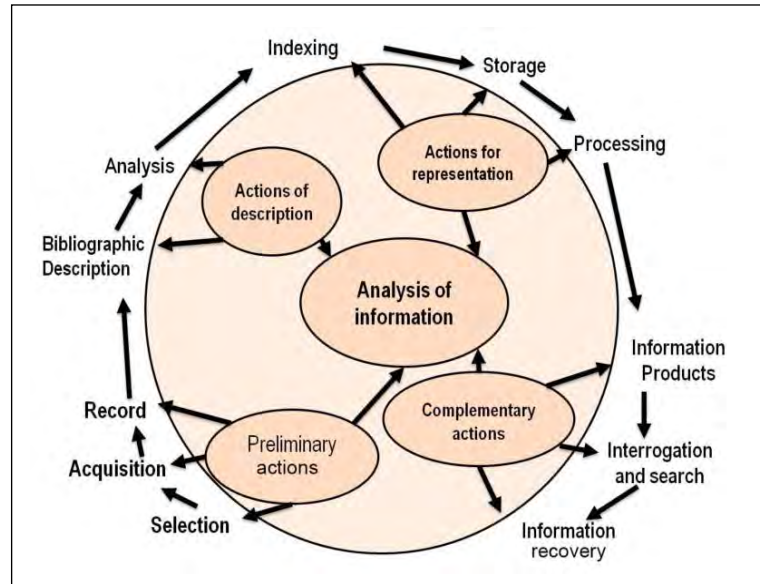 Indexing
Storage
Processing
Analysis
Actions for
representation
Actions of
description
Bibliographic
Description
Analysis of
information
Information
Products
Record
Complementary
actions
Preliminary
actions
Acquisition
Interrogation
and search
Selection
Information
recovery